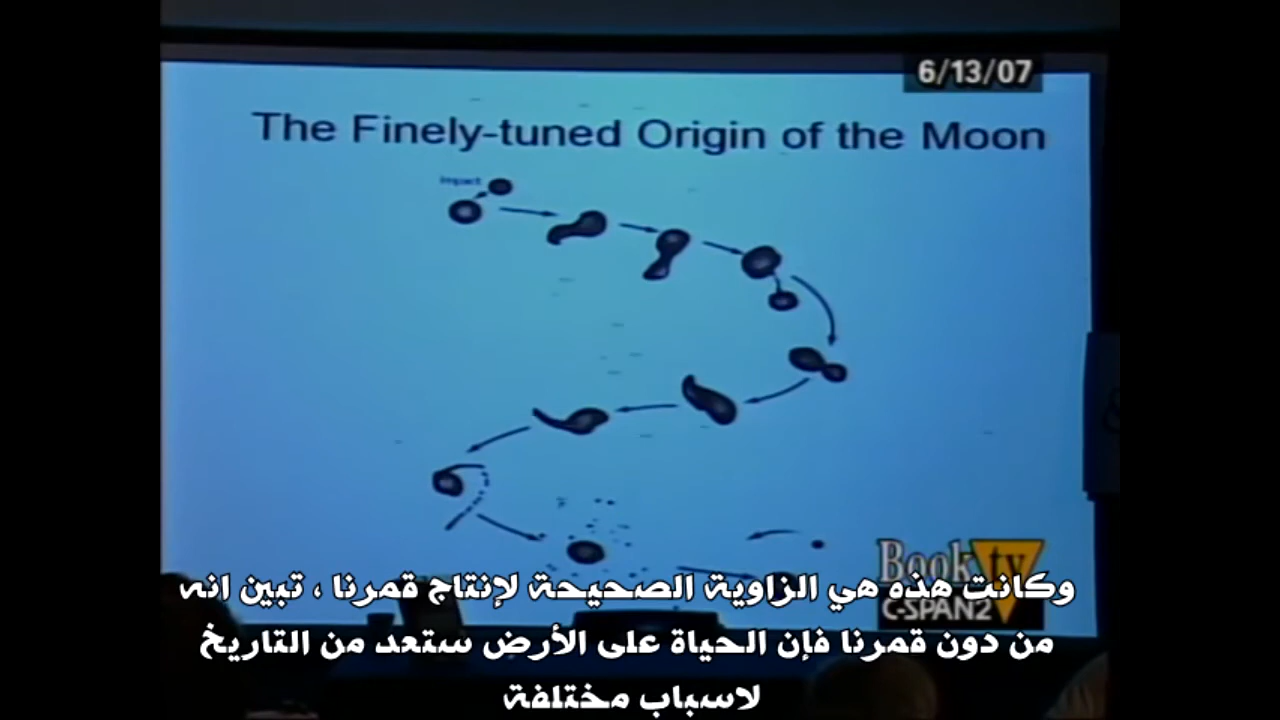 6/13/07
The Finely-tuned Origin of the Moon
Impact
Book tv
C-SPAN2
وكانت هذه هي الزاوية الصحيحة لإنتاج قمرنا ، تبين انه
من دون قمرنا فإن الحياة على الأرض ستعد من التاريخ
لاسباب مختلفة